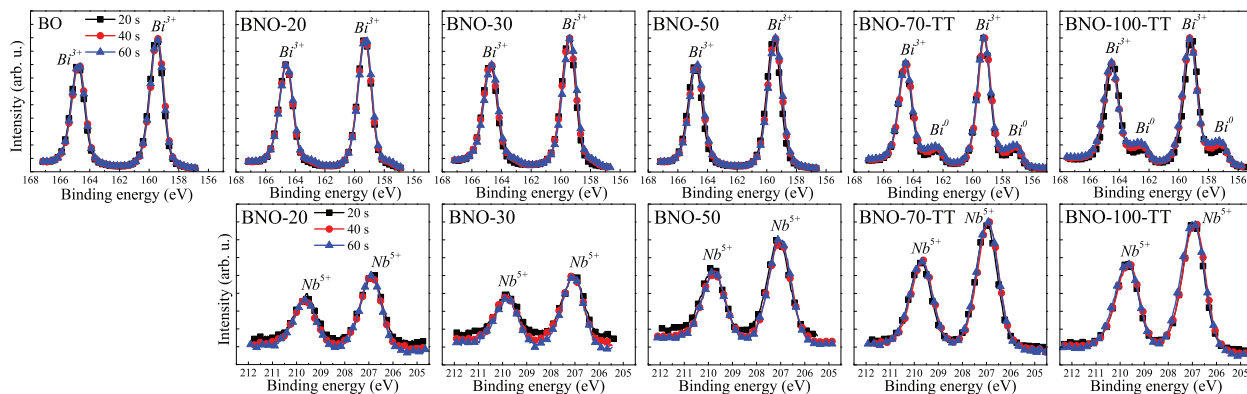 BO
20 s
40 s
60 s
Bi3+
Bi3+
Intensity (arb. u.)
168 166 164 162 160 158 156
Binding energy (eV)
BNO-20
Bi3+
Bi3+
168 166 164 162 160 158 156
Binding energy (eV)
BNO-30
Bi3+
Bi3+
168 166 164 162 160 158 156
Binding energy (eV)
BNO-50
Bi3+
Bi3+
168 166 164 162 160 158 156
Binding energy (eV)
BNO-70-TT
Bi3+
Bi3+
Bi0
Bi0
168 166 164 162 160 158 156
Binding energy (eV)
BNO-100-TT
Bi3+
Bi3+
Bi0
Bi0
168 166 164 162 160 158 156
Binding energy (eV)
BNO-20
20 s
40 s
60 s
Nb5+
Nb5+
Intensity (arb. u.)
212 211 210 209 208 207 206 205
Binding energy (eV)
BNO-30
Nb5+
Nb5+
212 211 210 209 208 207 206 205
Binding energy (eV)
BNO-50
Nb5+
Nb5+
212 211 210 209 208 207 206 205
Binding energy (eV)
BNO-70-TT
Nb5+
Nb5+
212 211 210 209 208 207 206 205
Binding energy (eV)
BNO-100-TT
Nb5+
Nb5+
212 211 210 209 208 207 206 205
Binding energy (eV)